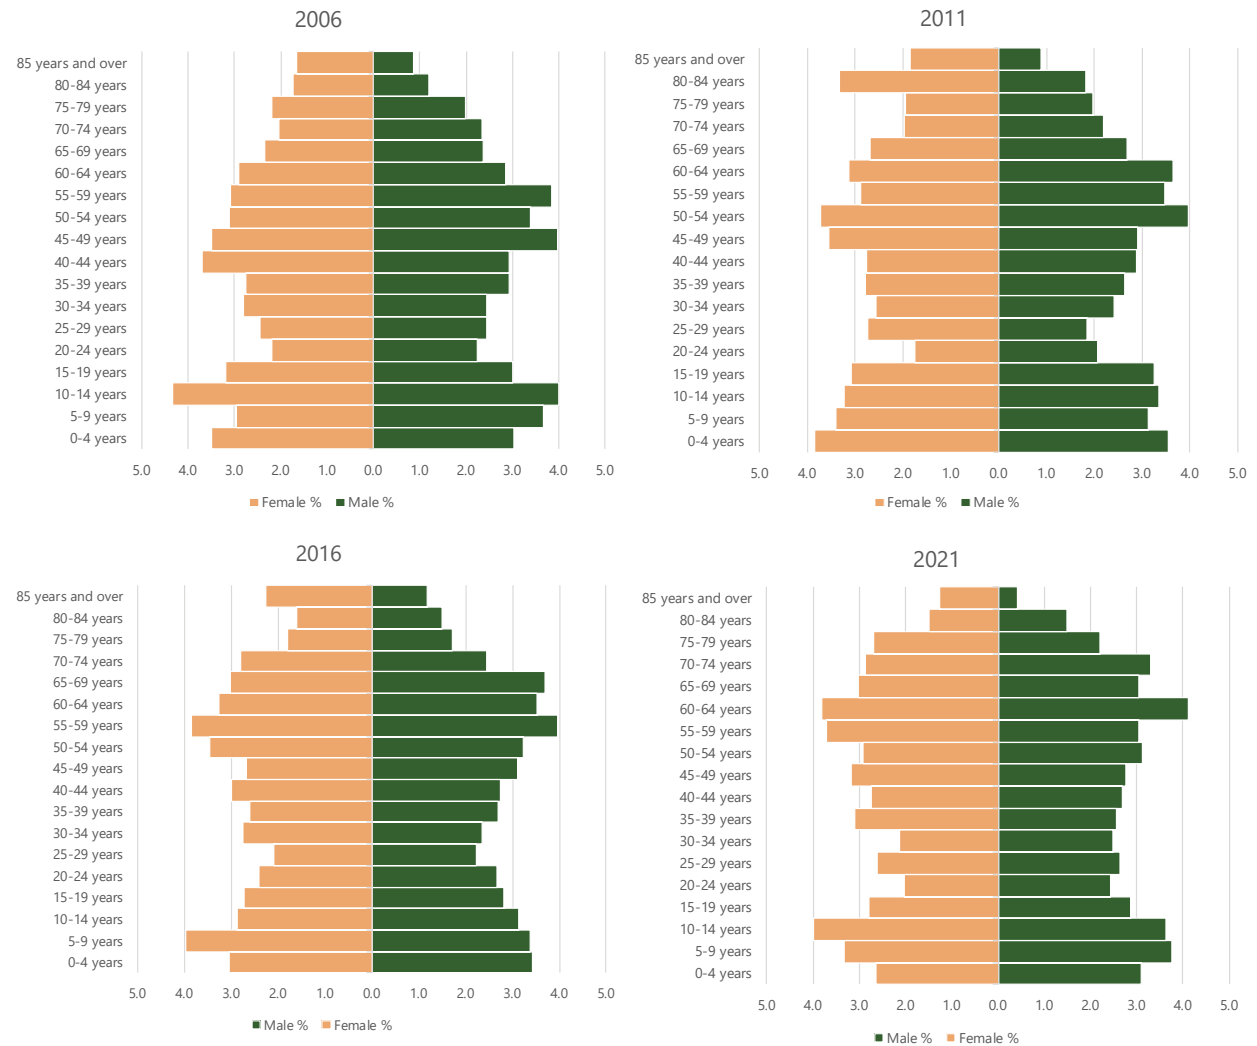 2006
85 years and over
80-84 years
75-79 years
70-74 years
65-69 years
60-64 years
55-59 years
50-54 years
45-49 years
40-44 years
35-39 years
30-34 years
25-29 years
20-24 years
15-19 years
10-14 years
5-9 years
0-4 years
5.0 4.0 3.0 2.0 1.0 0.0 1.0 2.0 3.0 4.0 5.0
Female % Male %
2011
85 years and over
80-84 years
75-79 years
70-74 years
65-69 years
60-64 years
55-59 years
50-54 years
45-49 years
40-44 years
35-39 years
30-34 years
25-29 years
20-24 years
15-19 years
10-14 years
5-9 years
0-4 years
5.0 4.0 3.0 2.0 1.0 0.0 1.0 2.0 3.0 4.0 5.0
Female % Male %
2016
85 years and over
80-84 years
75-79 years
70-74 years
65-69 years
60-64 years
55-59 years
50-54 years
45-49 years
40-44 years
35-39 years
30-34 years
25-29 years
20-24 years
15-19 years
10-14 years
5-9 years
0-4 years
5.0 4.0 3.0 2.0 1.0 0.0 1.0 2.0 3.0 4.0 5.0
Male % Female %
2021
85 years and over
80-84 years
75-79 years
70-74 years
65-69 years
60-64 years
55-59 years
50-54 years
45-49 years
40-44 years
35-39 years
30-34 years
25-29 years
20-24 years
15-19 years
10-14 years
5-9 years
0-4 years
5.0 4.0 3.0 2.0 1.0 0.0 1.0 2.0 3.0 4.0 5.0
Male % Female %